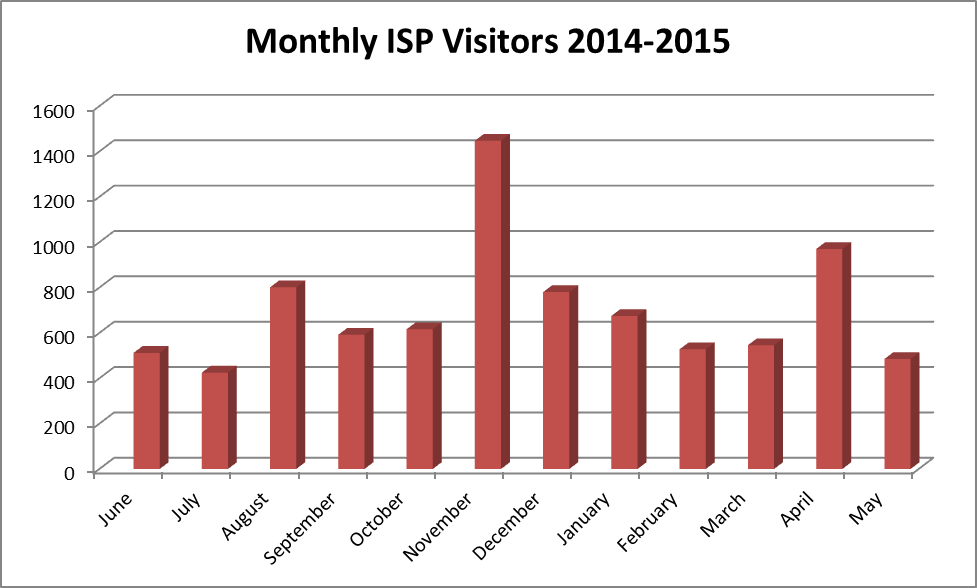 Monthly ISP Visitors 2014-2015
1600
1400
1200
1000
800
600
400
200
0
June
July
August
September
October
November
December
January
February
March
April
May